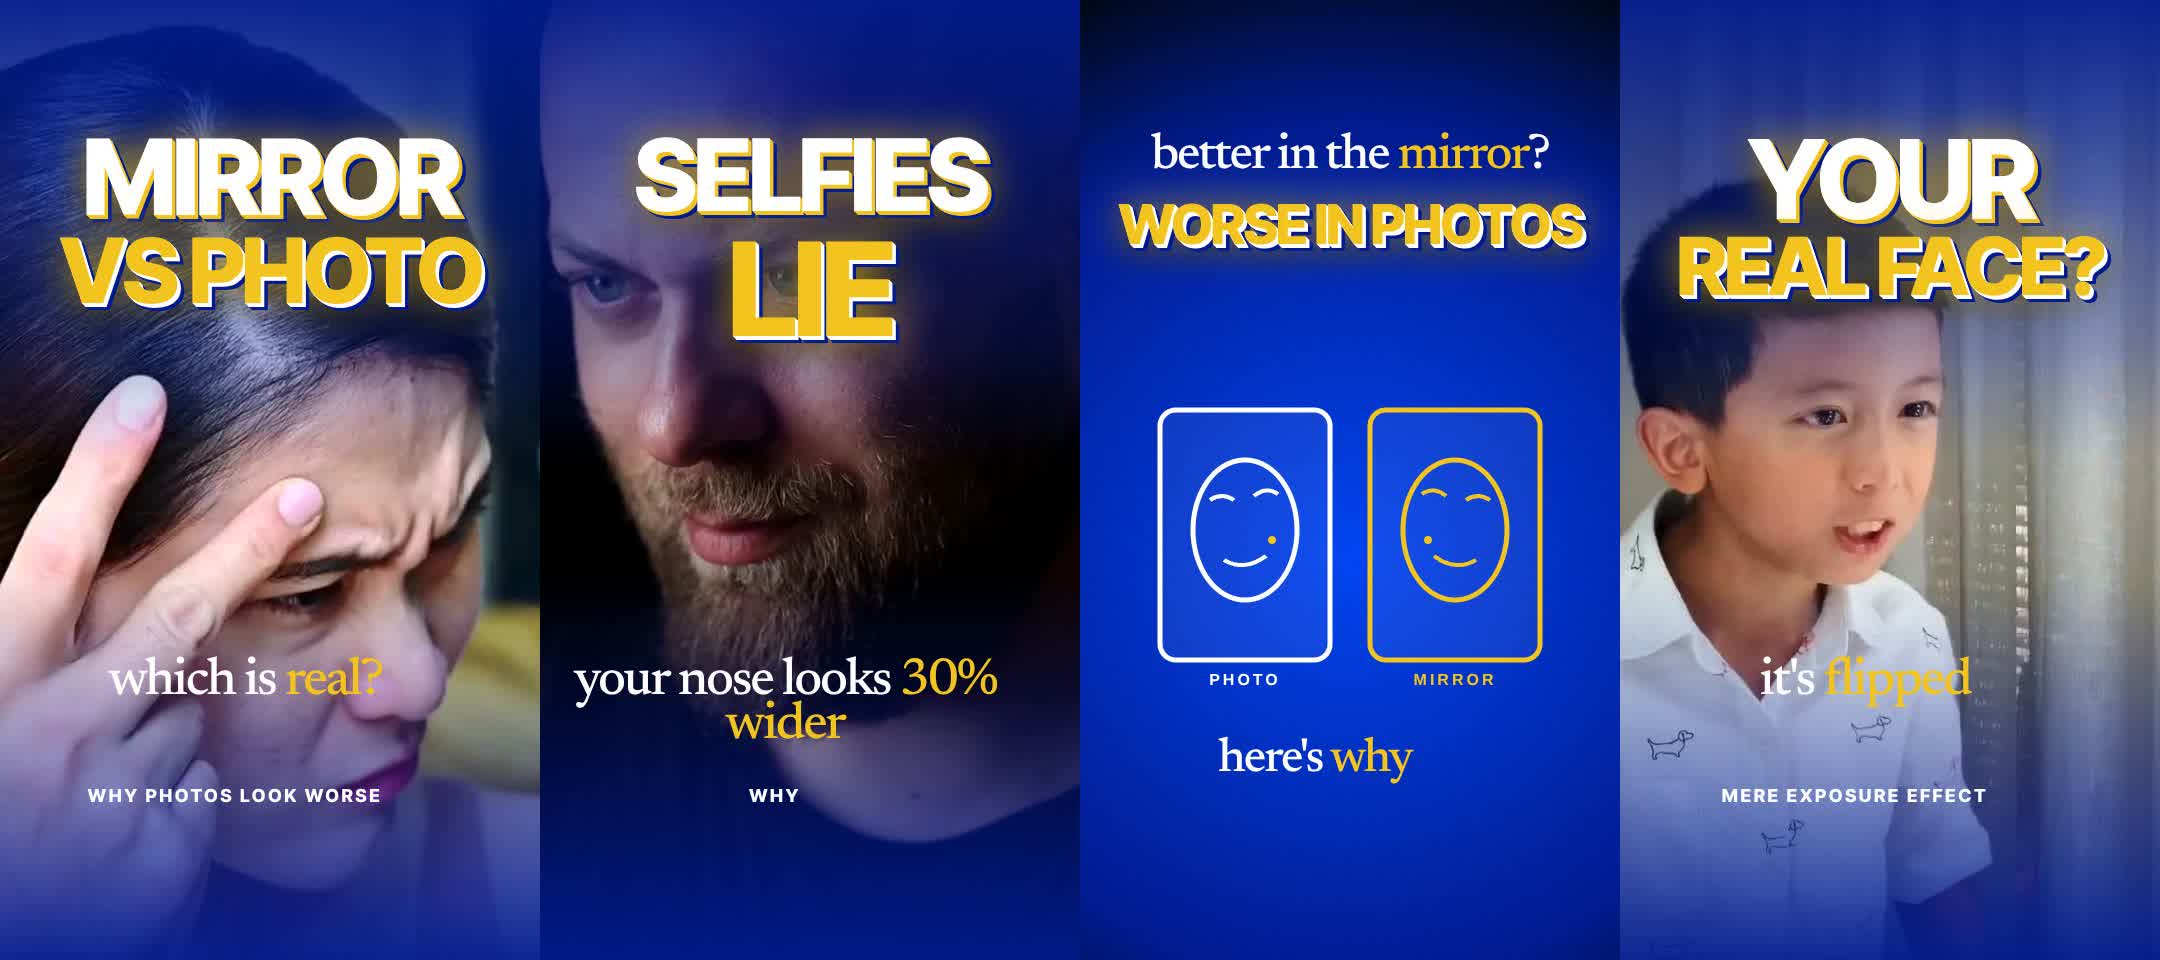 MIRROR
VS PHOTO
which is real?
WHY PHOTOS LOOK WORSE
SELFIES
LIE
your nose looks 30%
wider
WHY
better in the mirror?
WORSE IN PHOTOS
PHOTO
MIRROR
here's why
YOUR
REAL FACE?
it's flipped
MERE EXPOSURE EFFECT